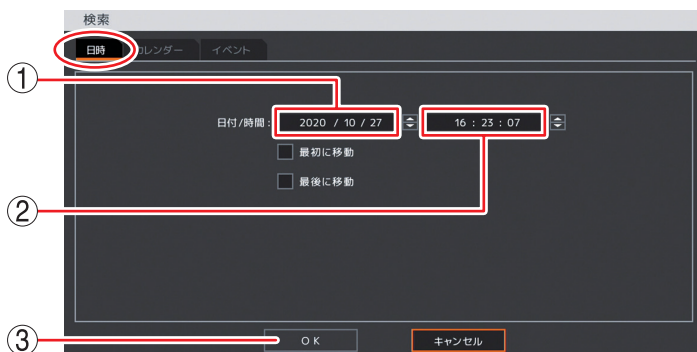 検索
日時 カレンダー イベント
①
日付/時間 : 2020 / 10 / 27 16 : 23 : 07
最初に移動
②
最後に移動
③
OK キャンセル